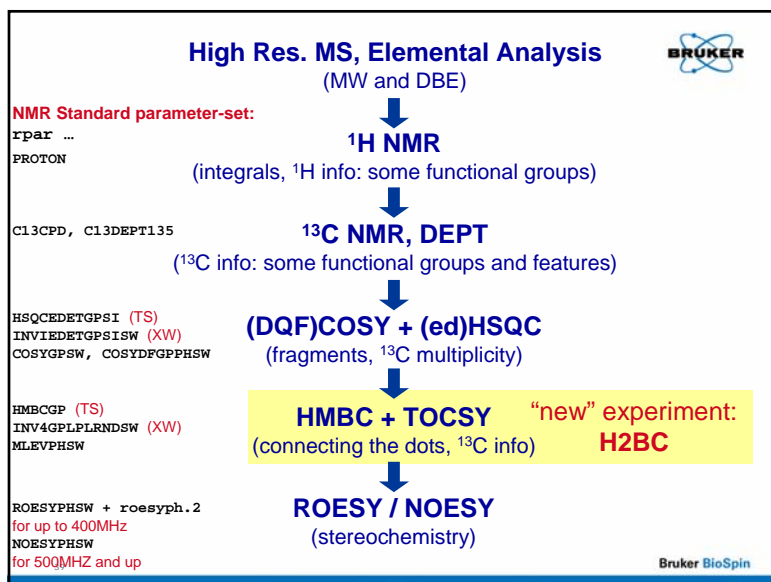 High Res. MS, Elemental Analysis
BRUKER
(MW and DBE)
NMR Standard parameter-set:
rpar …
PROTON
¹H NMR
(integrals, ¹H info: some functional groups)
C13CPD, C13DEPT135
¹³C NMR, DEPT
(¹³C info: some functional groups and features)
HSQCEDETGPSI (TS)
INVIEDETGPSISW (XW)
COSYGPSW, COSYDFGPPHSW
(DQF)COSY + (ed)HSQC
(fragments, ¹³C multiplicity)
HMBCGP (TS)
INV4GPLPLRNDSW (XW)
MLEVPHSW
HMBC + TOCSY
(connecting the dots, ¹³C info)
“new” experiment:
H2BC
ROESYPHSW + roesyph.2
for up to 400MHz
NOESYPHSW
for 500MHZ and up
ROESY / NOESY
(stereochemistry)
Bruker BioSpin